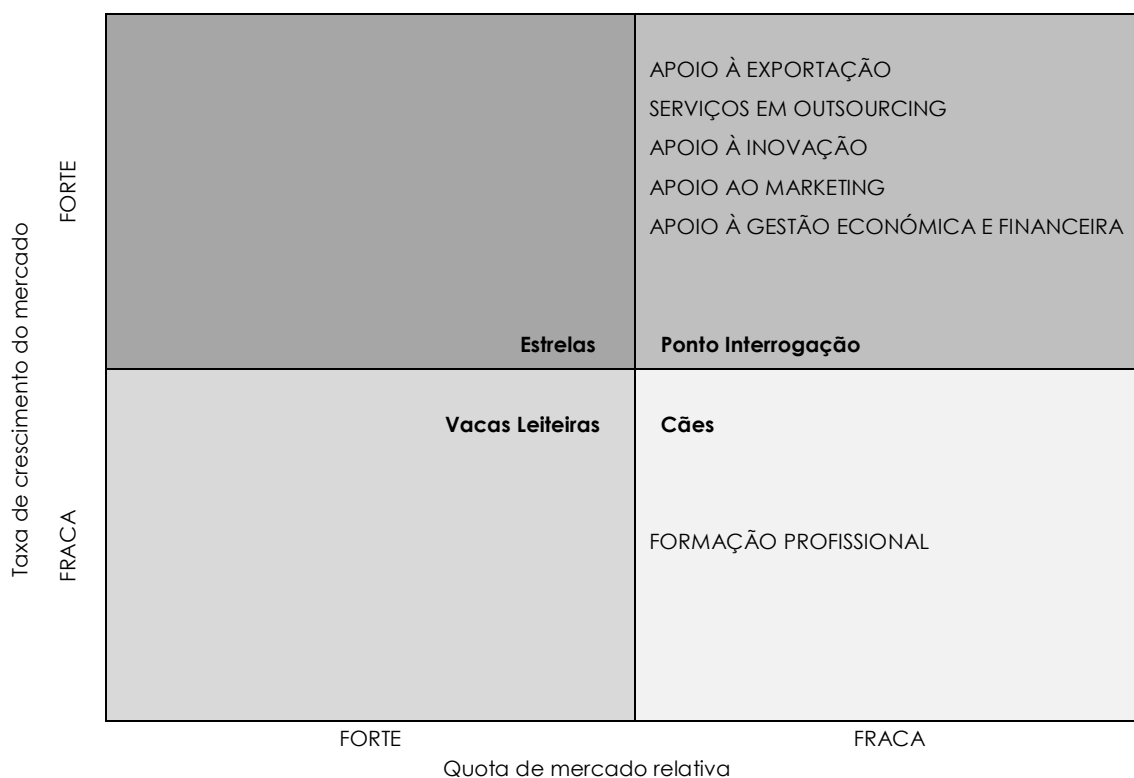 APOIO À EXPORTAÇÃO
SERVIÇOS EM OUTSOURCING
APOIO À INOVAÇÃO
APOIO AO MARKETING
APOIO À GESTÃO ECONÓMICA E FINANCEIRA
Estrelas
Ponto Interrogação
Vacas Leiteiras
Cães
FORMAÇÃO PROFISSIONAL
Taxa de crescimento do mercado
FORTE
FRACA
FORTE
FRACA
Quota de mercado relativa